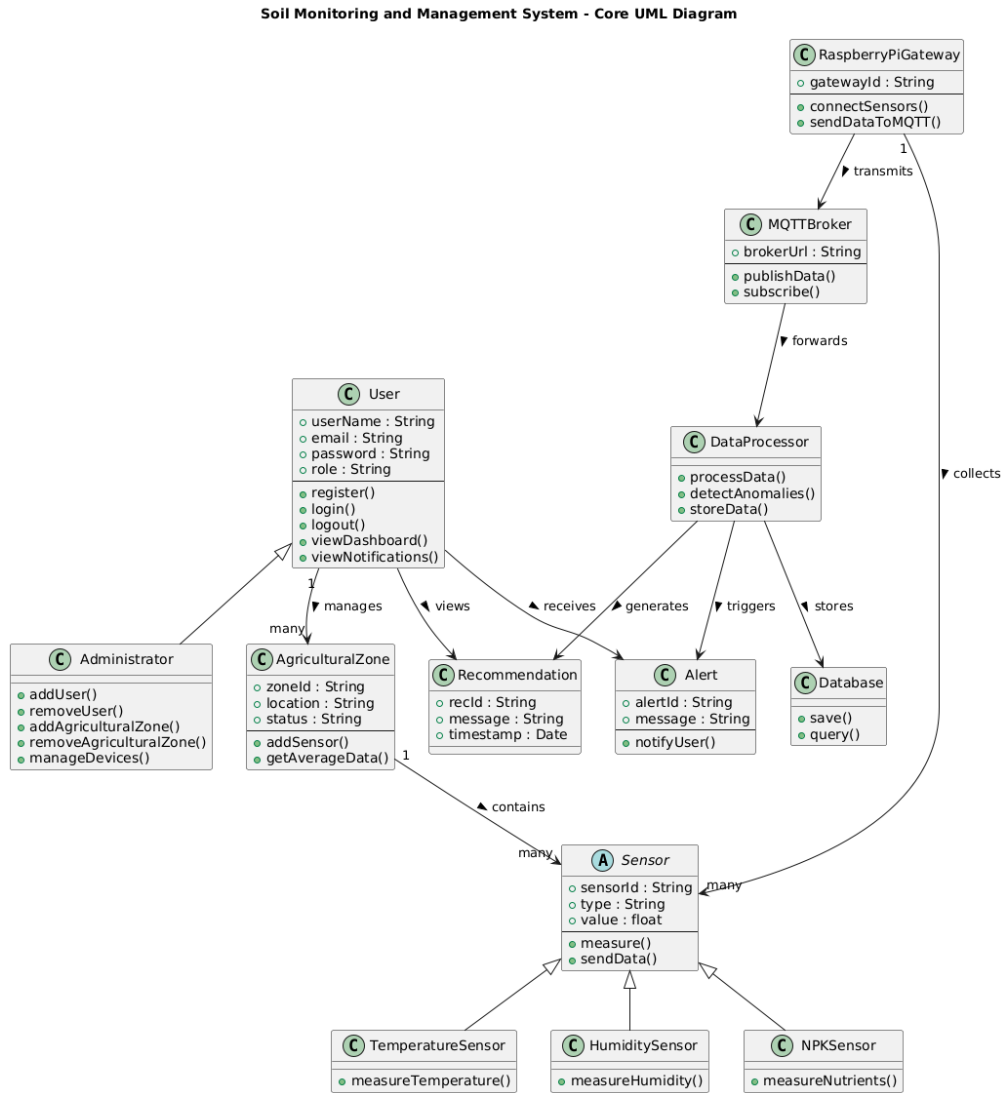 Soil Monitoring and Management System - Core UML Diagram
C RaspberryPiGateway
gatewayId : String
connectSensors()
sendDataToMQTT()
1
transmits
C MQTTBroker
brokerUrl : String
publishData()
subscribe()
collects
forwards
C User
userName : String
email : String
password : String
role : String
register()
login()
logout()
viewDashboard()
viewNotifications()
C DataProcessor
processData()
detectAnomalies()
storeData()
1
manages
many
views
receives
generates
triggers
stores
C Administrator
addUser()
removeUser()
addAgriculturalZone()
removeAgriculturalZone()
manageDevices()
C AgriculturalZone
zoneId : String
location : String
status : String
addSensor()
getAverageData()
C Recommendation
recId : String
message : String
timestamp : Date
C Alert
alertId : String
message : String
notifyUser()
C Database
save()
query()
1
contains
many
many
A Sensor
sensorId : String
type : String
value : float
measure()
sendData()
C TemperatureSensor
measureTemperature()
C HumiditySensor
measureHumidity()
C NPKSensor
measureNutrients()